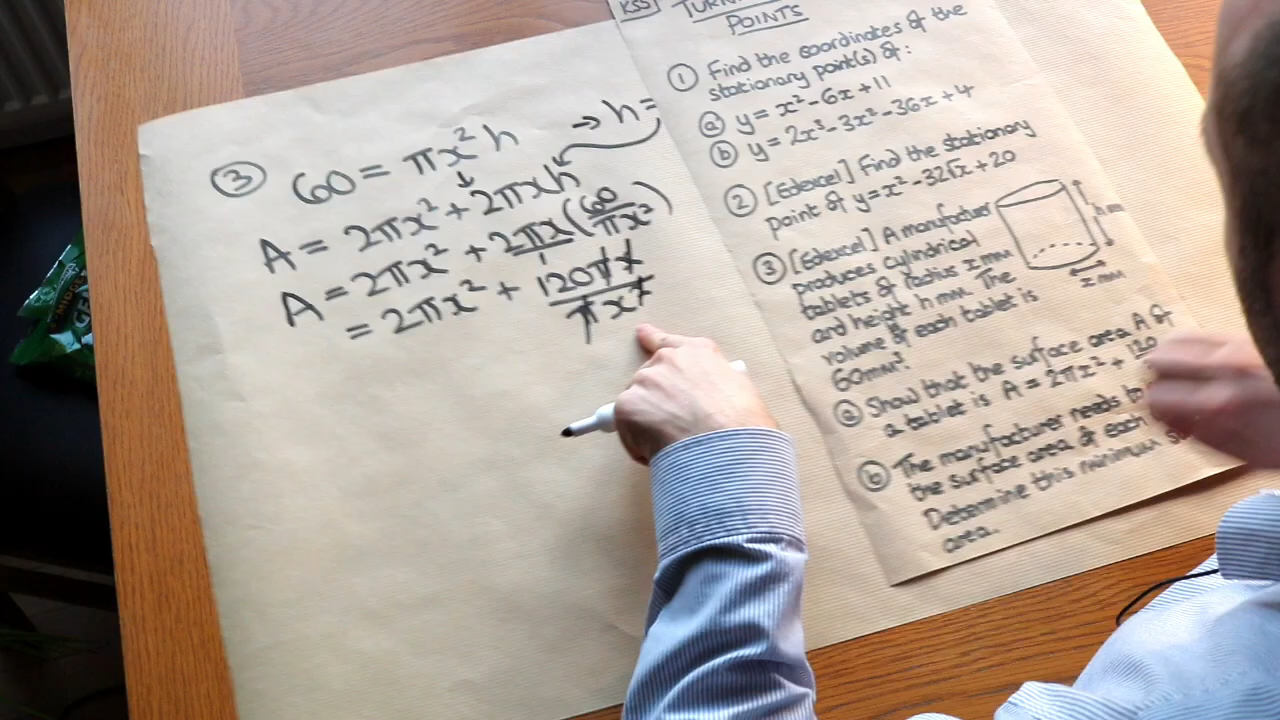 ③ 60 = πx²h → h =
A = 2πx² + 2πxh
A = 2πx² + 2πx(60/πx²)
= 2πx² + 120πx/πx²
KS5
TURN
POINTS
① Find the coordinates of the
stationary point(s) of:
ⓐ y = x² - 6x + 11
ⓑ y = 2x³ - 3x² - 36x + 4
② [Edexcel] Find the stationary
point of y = x² - 32√x + 20
③ [Edexcel] A manufacturer
produces cylindrical
tablets of radius x mm
and height h mm. The
volume of each tablet is
60mm³.
h mm
x mm
ⓐ Show that the surface area A of
a tablet is A = 2πx² + 120
ⓑ The manufacturer needs to
the surface area of each
Determine this minimum
area.